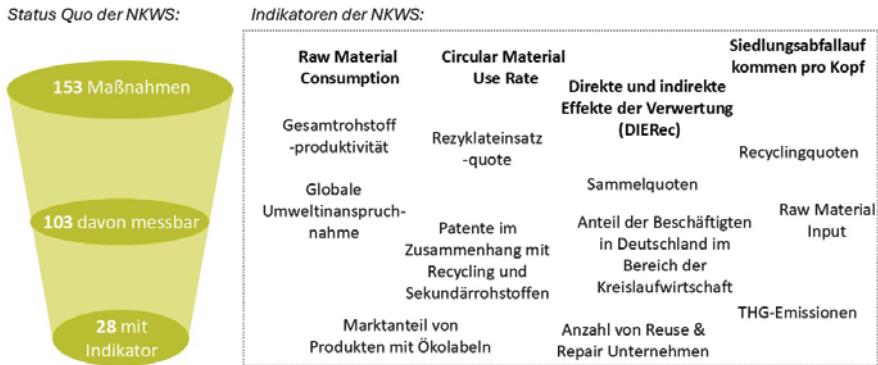 Status Quo der NKWS:
153 Maßnahmen
103 davon messbar
28 mit
Indikator
Indikatoren der NKWS:
Raw Material
Consumption
Circular Material
Use Rate
Direkte und indirekte
Effekte der Verwertung
(DIERec)
Siedlungsabfallauf
kommen pro Kopf
Gesamtrohstoff
-produktivität
Rezyklateinsatz
-quote
Recyclingquoten
Globale
Umweltinanspruch-
nahme
Sammelquoten
Patente im
Zusammenhang mit
Recycling und
Sekundärrohstoffen
Anteil der Beschäftigten
in Deutschland im
Bereich der
Kreislaufwirtschaft
Raw Material
Input
Marktanteil von
Produkten mit Ökolabeln
Anzahl von Reuse &
Repair Unternehmen
THG-Emissionen